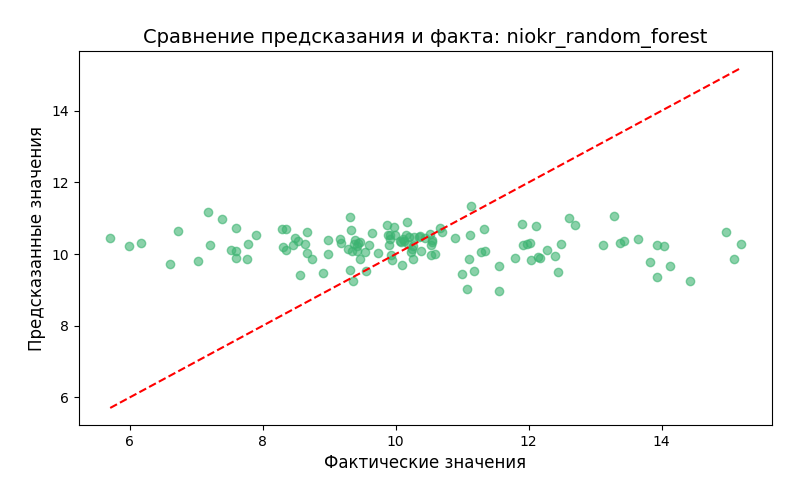 Сравнение предсказания и факта: niokr_random_forest
Предсказанные значения
14
12
10
8
6
6 8 10 12 14
Фактические значения